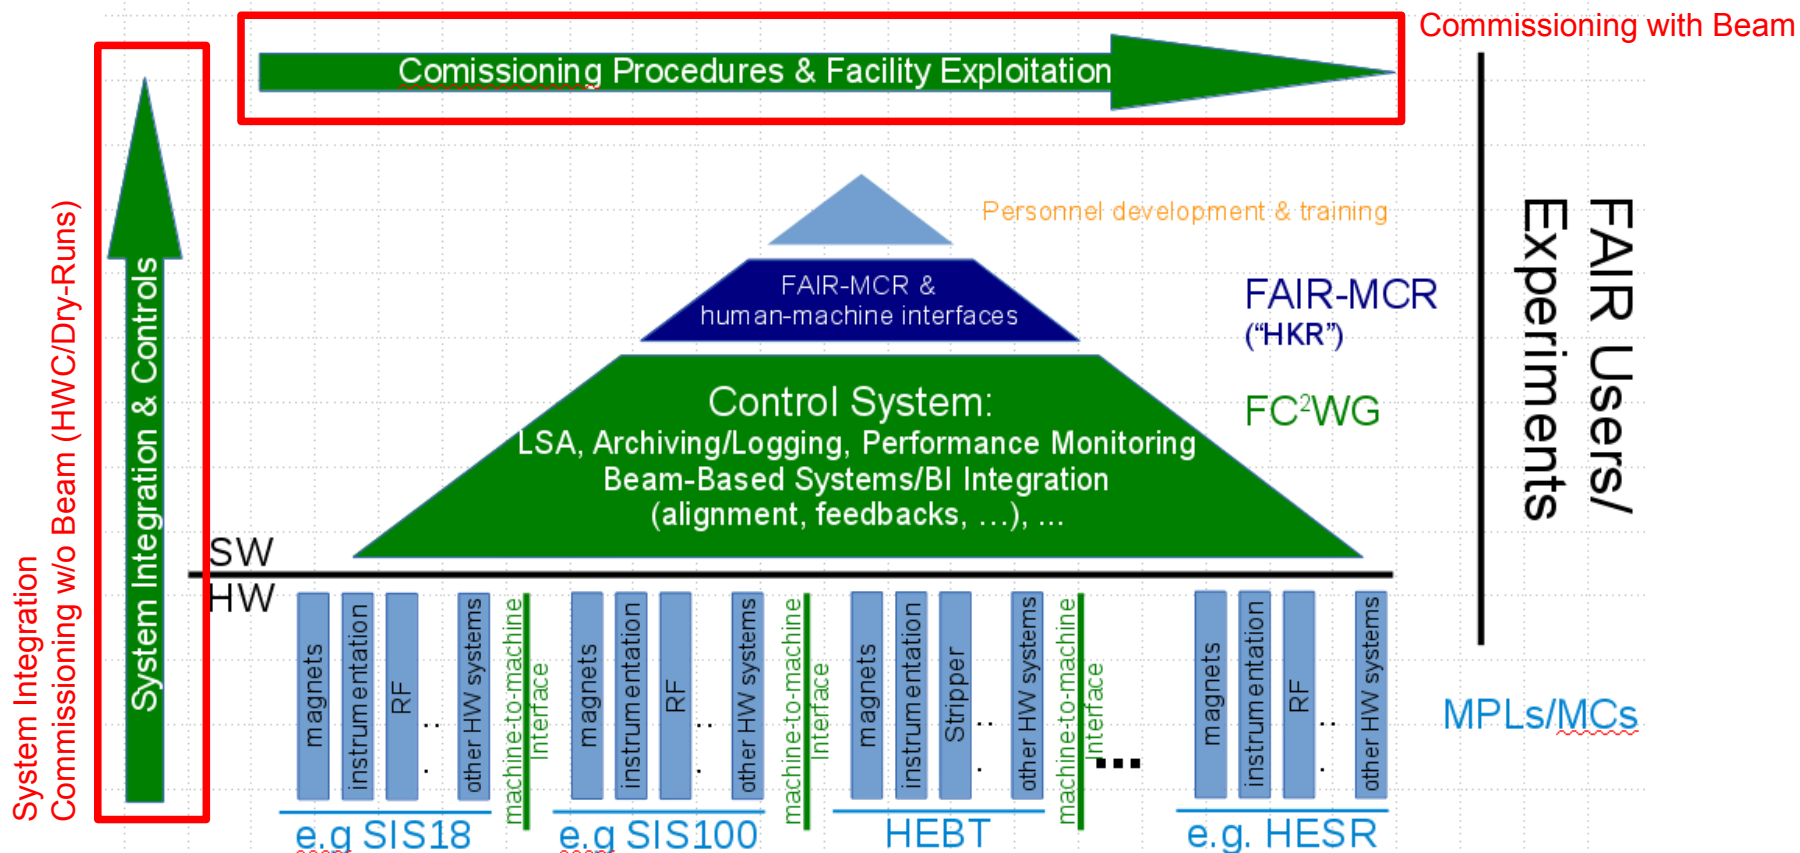 Commissioning with Beam
Comissioning Procedures & Facility Exploitation
System Integration
Commissioning w/o Beam (HWC/Dry-Runs)
System Integration & Controls
Personnel development & training
FAIR-MCR &
human-machine interfaces
FAIR-MCR
("HKR")
Control System:
LSA, Archiving/Logging, Performance Monitoring
Beam-Based Systems/BI Integration
(alignment, feedbacks, …), ...
FC²WG
FAIR Users/
Experiments
SW
HW
magnets
instrumentation
RF
..
.
other HW systems
machine-to-machine
Interface
magnets
instrumentation
RF
..
.
other HW systems
machine-to-machine
Interface
magnets
instrumentation
Stripper
..
.
other HW systems
machine-to-machine
Interface
...
magnets
instrumentation
RF
..
.
other HW systems
MPLs/MCs
e.g SIS18
e.g SIS100
HEBT
e.g. HESR